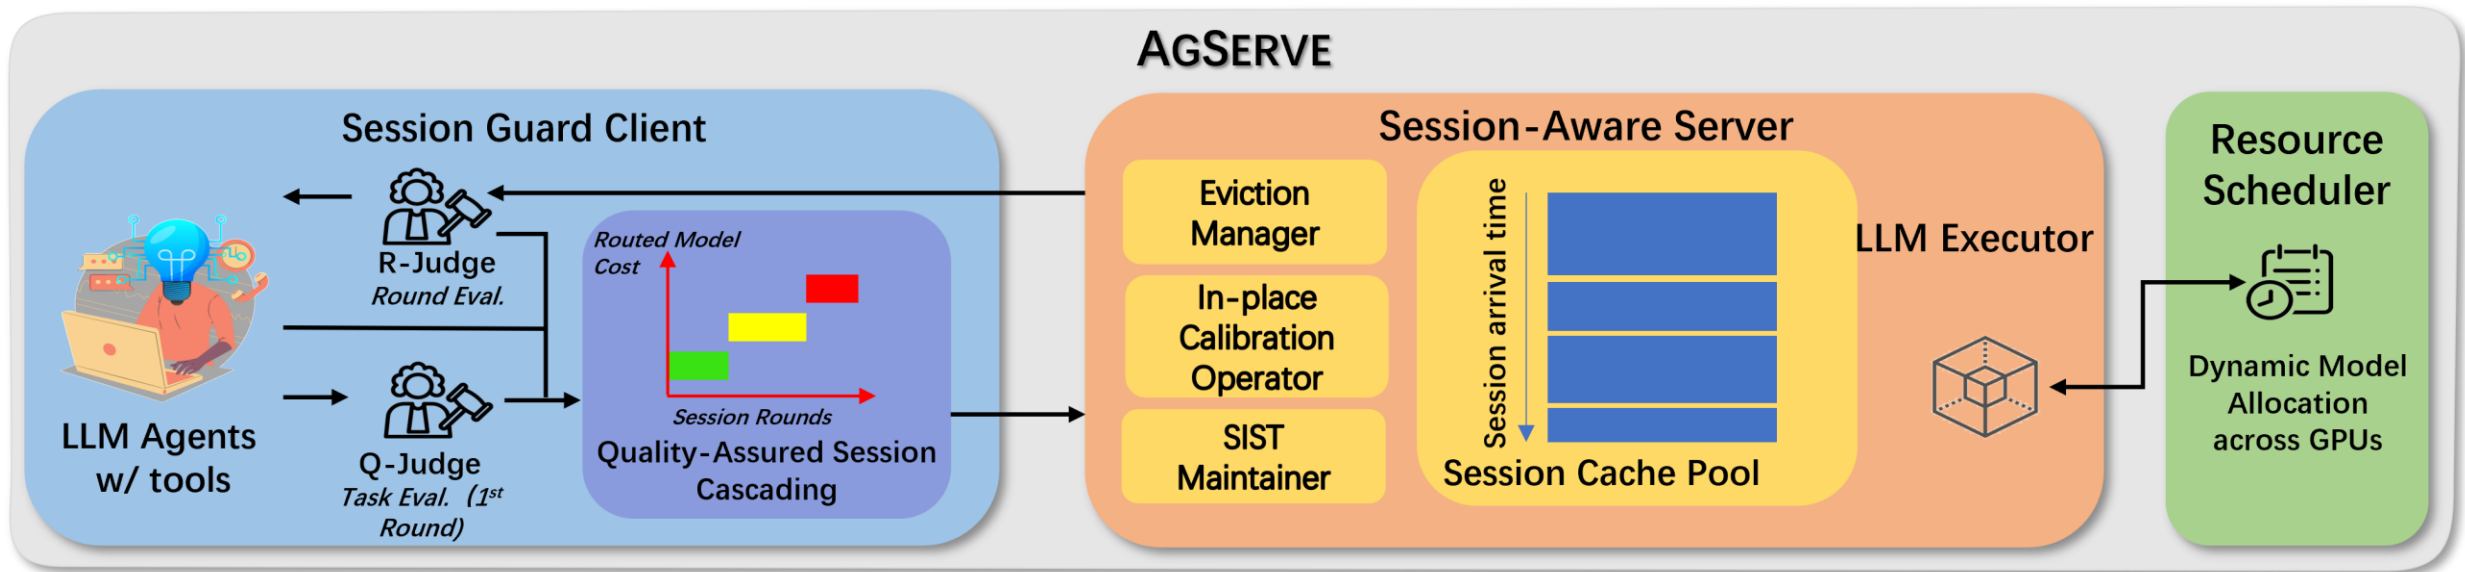 AGSERVE
Session Guard Client
R-Judge
Round Eval.
LLM Agents
w/ tools
Q-Judge
Task Eval.（1st
Round)
Routed Model
Cost
Session Rounds
Quality-Assured Session
Cascading
Session-Aware Server
Eviction
Manager
In-place
Calibration
Operator
SIST
Maintainer
Session arrival time
Session Cache Pool
LLM Executor
Resource
Scheduler
Dynamic Model
Allocation
across GPUs